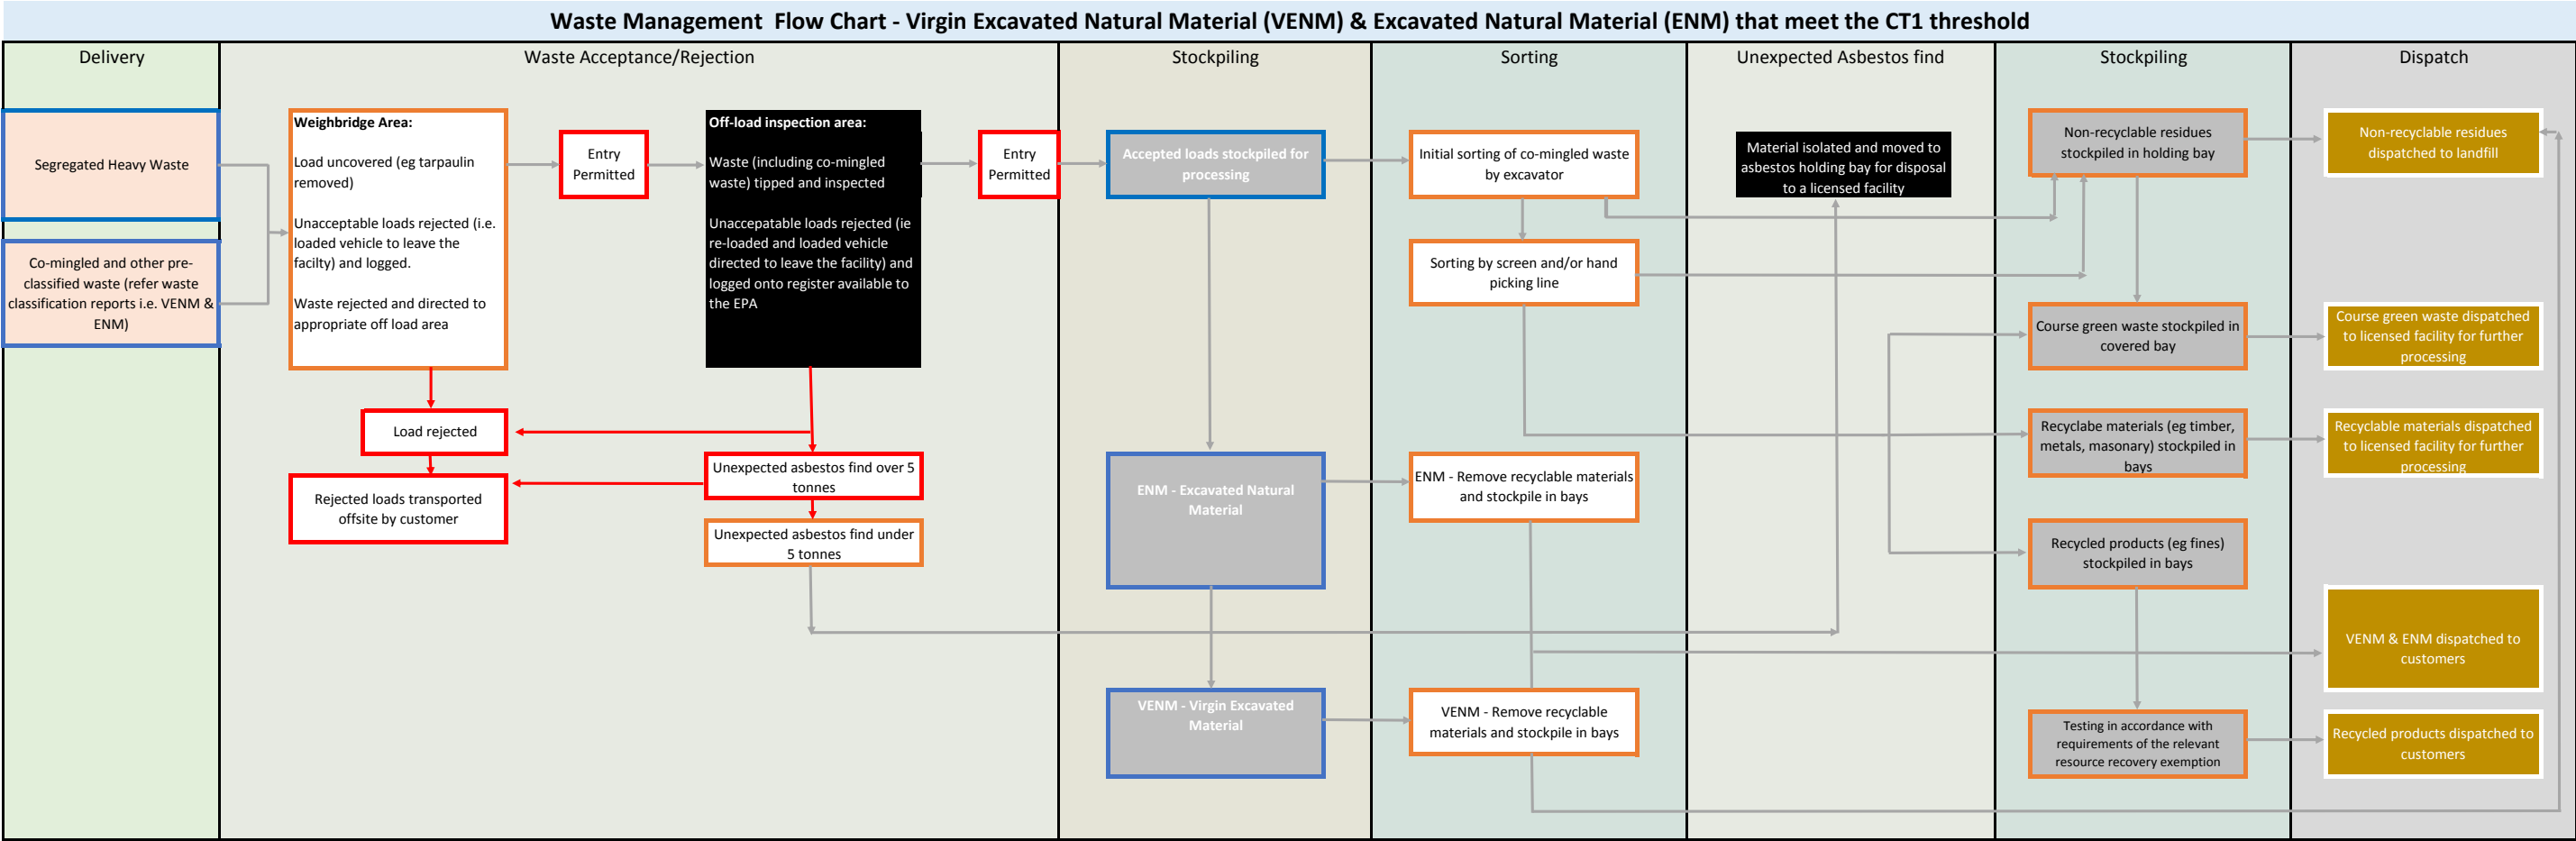 Waste Management Flow Chart - Virgin Excavated Natural Material (VENM) & Excavated Natural Material (ENM) that meet the CT1 threshold
Delivery
Waste Acceptance/Rejection
Stockpiling
Sorting
Unexpected Asbestos find
Stockpiling
Dispatch
Segregated Heavy Waste
Co-mingled and other pre-
classified waste (refer waste
classification reports i.e. VENM &
ENM)
Weighbridge Area:
Load uncovered (eg tarpaulin
removed)
Unacceptable loads rejected (i.e.
loaded vehicle to leave the
facilty) and logged.
Waste rejected and directed to
appropriate off load area
Entry
Permitted
Off-load inspection area:
Waste (including co-mingled
waste) tipped and inspected
Unaccepatable loads rejected (ie
re-loaded and loaded vehicle
directed to leave the facility) and
logged onto register available to
the EPA
Entry
Permitted
Load rejected
Rejected loads transported
offsite by customer
Unexpected asbestos find over 5
tonnes
Unexpected asbestos find under
5 tonnes
Accepted loads stockpiled for
processing
ENM - Excavated Natural
Material
VENM - Virgin Excavated
Material
Initial sorting of co-mingled waste
by excavator
Sorting by screen and/or hand
picking line
ENM - Remove recyclable materials
and stockpile in bays
VENM - Remove recyclable
materials and stockpile in bays
Material isolated and moved to
asbestos holding bay for disposal
to a licensed facility
Non-recyclable residues
stockpiled in holding bay
Course green waste stockpiled in
covered bay
Recyclabe materials (eg timber,
metals, masonary) stockpiled in
bays
Recycled products (eg fines)
stockpiled in bays
Testing in accordance with
requirements of the relevant
resource recovery exemption
Non-recyclable residues
dispatched to landfill
Course green waste dispatched
to licensed facility for further
processing
Recyclable materials dispatched
to licensed facility for further
processing
VENM & ENM dispatched to
customers
Recycled products dispatched to
customers